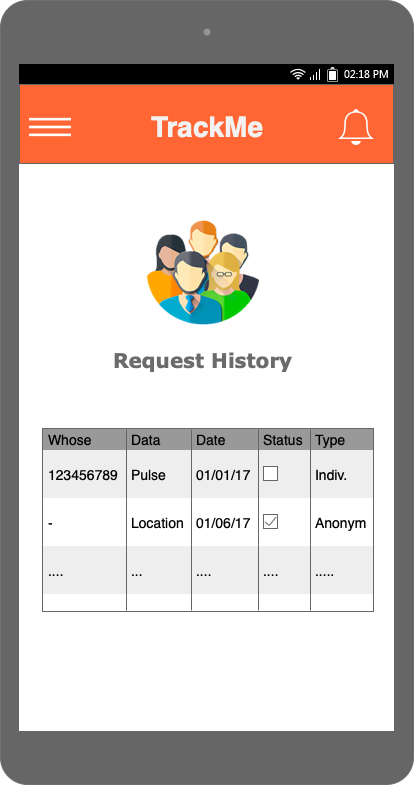 02:18 PM
TrackMe
Request History
Whose Data Date Status Type
123456789 Pulse 01/01/17 Indiv.
- Location 01/06/17 Anonym
.... ... .... .... .....